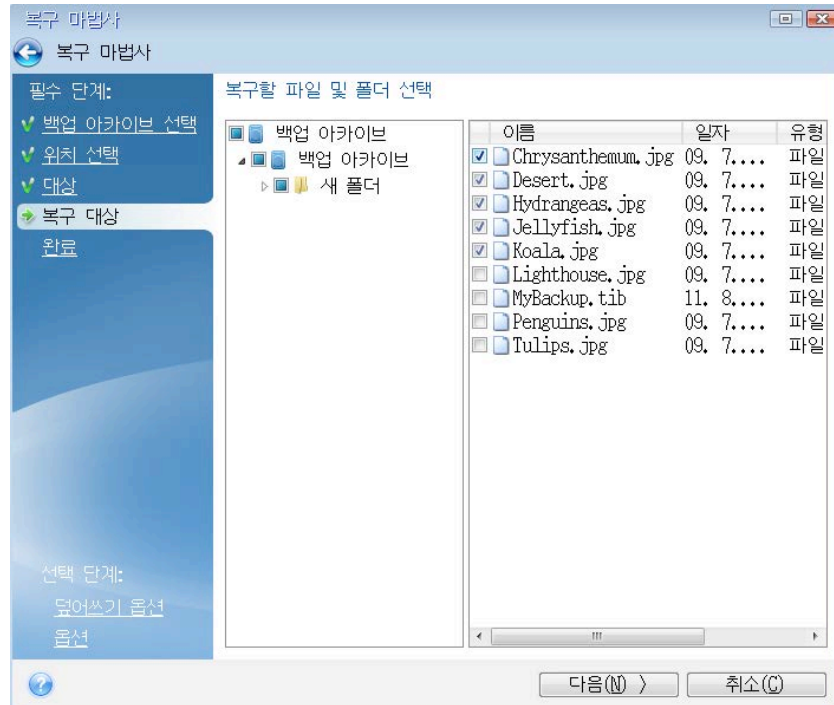 복구 마법사
복구 마법사
필수 단계:
백업 아카이브 선택
위치 선택
대상
복구 대상
완료
선택 단계:
덮어쓰기 옵션
옵션
복구할 파일 및 폴더 선택
백업 아카이브
백업 아카이브
새 폴더
이름 일자 유형
Chrysanthemum.jpg 09. 7.... 파일
Desert.jpg 09. 7.... 파일
Hydrangeas.jpg 09. 7.... 파일
Jellyfish.jpg 09. 7.... 파일
Koala.jpg 09. 7.... 파일
Lighthouse.jpg 09. 7.... 파일
MyBackup.tib 11. 8.... 파일
Penguins.jpg 09. 7.... 파일
Tulips.jpg 09. 7.... 파일
다음(N) > 취소(C)